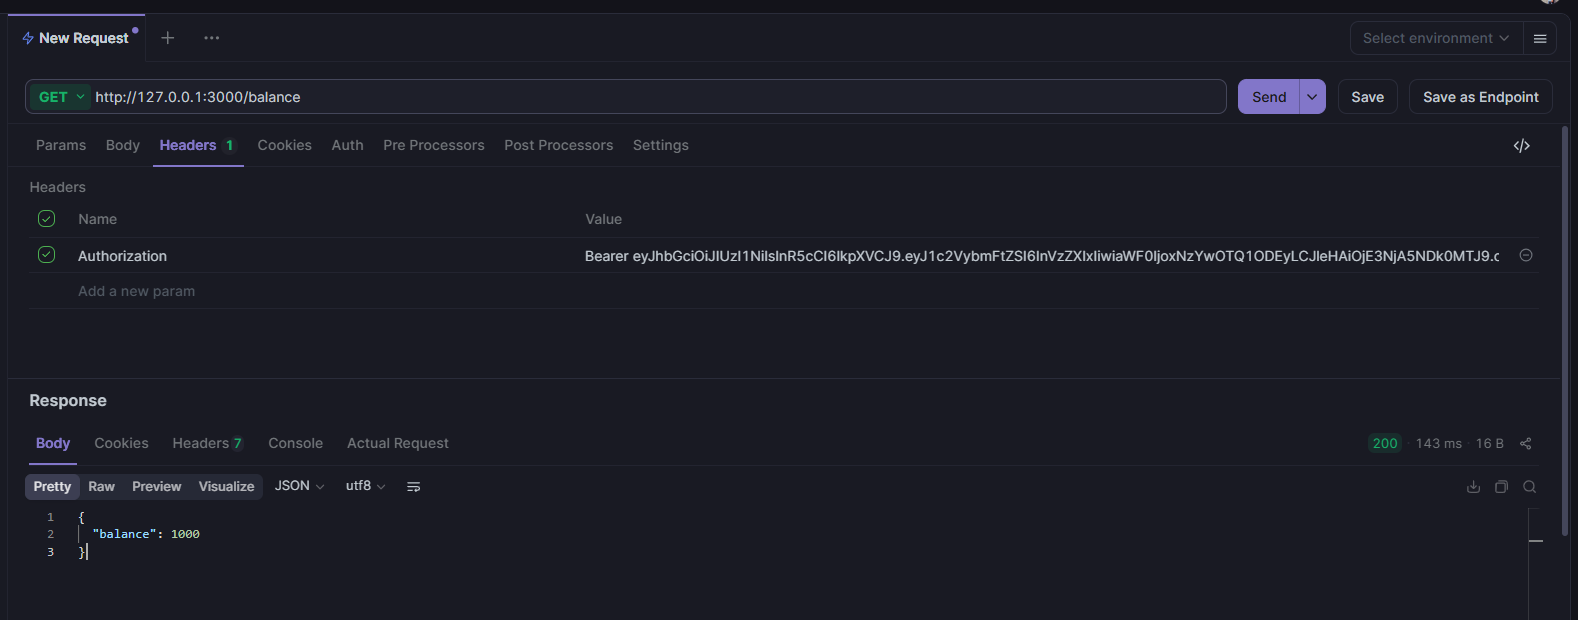 New Request
Select environment
GET http://127.0.0.1:3000/balance Send Save Save as Endpoint
Params Body Headers 1 Cookies Auth Pre Processors Post Processors Settings
Headers
Name Value
Authorization Bearer eyJhbGciOiJIUzI1NiIsInR5cCI6IkpXVCJ9.eyJ1c2VybmFtZSI6InVzZXIxIiwiaWF0IjoxNzYwOTQ1ODEyLCJleHAiOjE3NjA5NDk0MTJ9.c
Add a new param
Response
Body Cookies Headers 7 Console Actual Request 200 · 143 ms · 16 B
Pretty Raw Preview Visualize JSON utf8
1 {
2 "balance": 1000
3 }